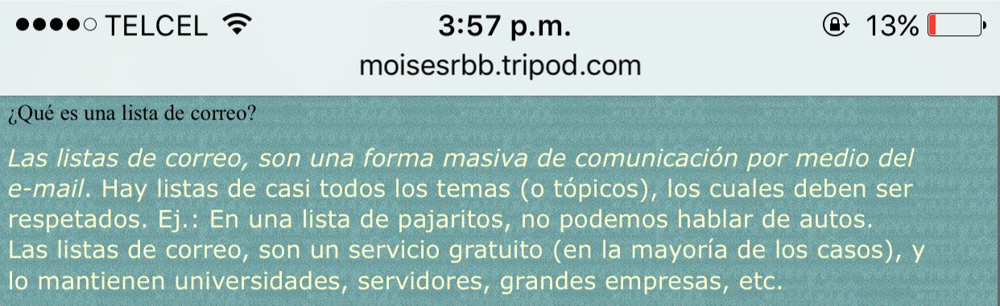 TELCEL 3:57 p.m. 13%
moisesrbb.tripod.com
¿Qué es una lista de correo?
Las listas de correo, son una forma masiva de comunicación por medio del
e-mail. Hay listas de casi todos los temas (o tópicos), los cuales deben ser
respetados. Ej.: En una lista de pajaritos, no podemos hablar de autos.
Las listas de correo, son un servicio gratuito (en la mayoría de los casos), y
lo mantienen universidades, servidores, grandes empresas, etc.